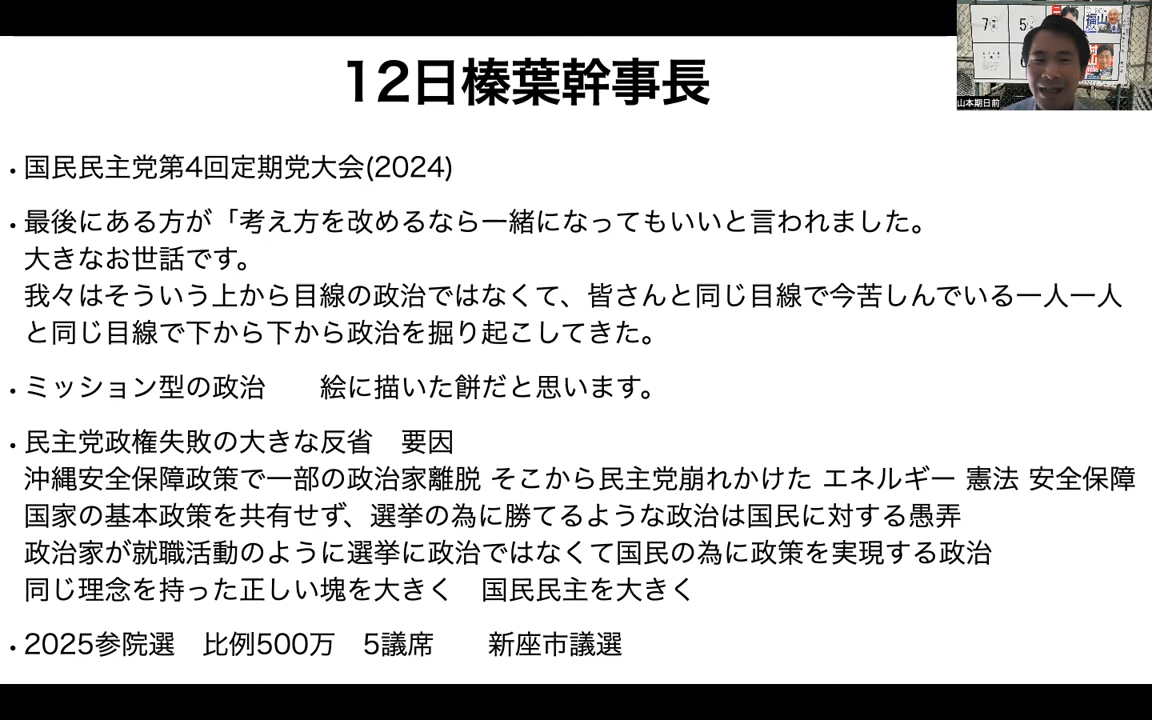 12日榛葉幹事長
7
5
福山
山本期日前
・国民民主党第4回定期党大会(2024)
・最後にある方が「考え方を改めるなら一緒になってもいいと言われました。
大きなお世話です。
我々はそういう上から目線の政治ではなくて、皆さんと同じ目線で今苦しんでいる一人一人
と同じ目線で下から下から政治を掘り起こしてきた。
・ミッション型の政治　　絵に描いた餅だと思います。
・民主党政権失敗の大きな反省　要因
沖縄安全保障政策で一部の政治家離脱 そこから民主党崩れかけた エネルギー 憲法 安全保障
国家の基本政策を共有せず、選挙の為に勝てるような政治は国民に対する愚弄
政治家が就職活動のように選挙に政治ではなくて国民の為に政策を実現する政治
同じ理念を持った正しい塊を大きく　国民民主を大きく
・2025参院選　比例500万　5議席　　新座市議選